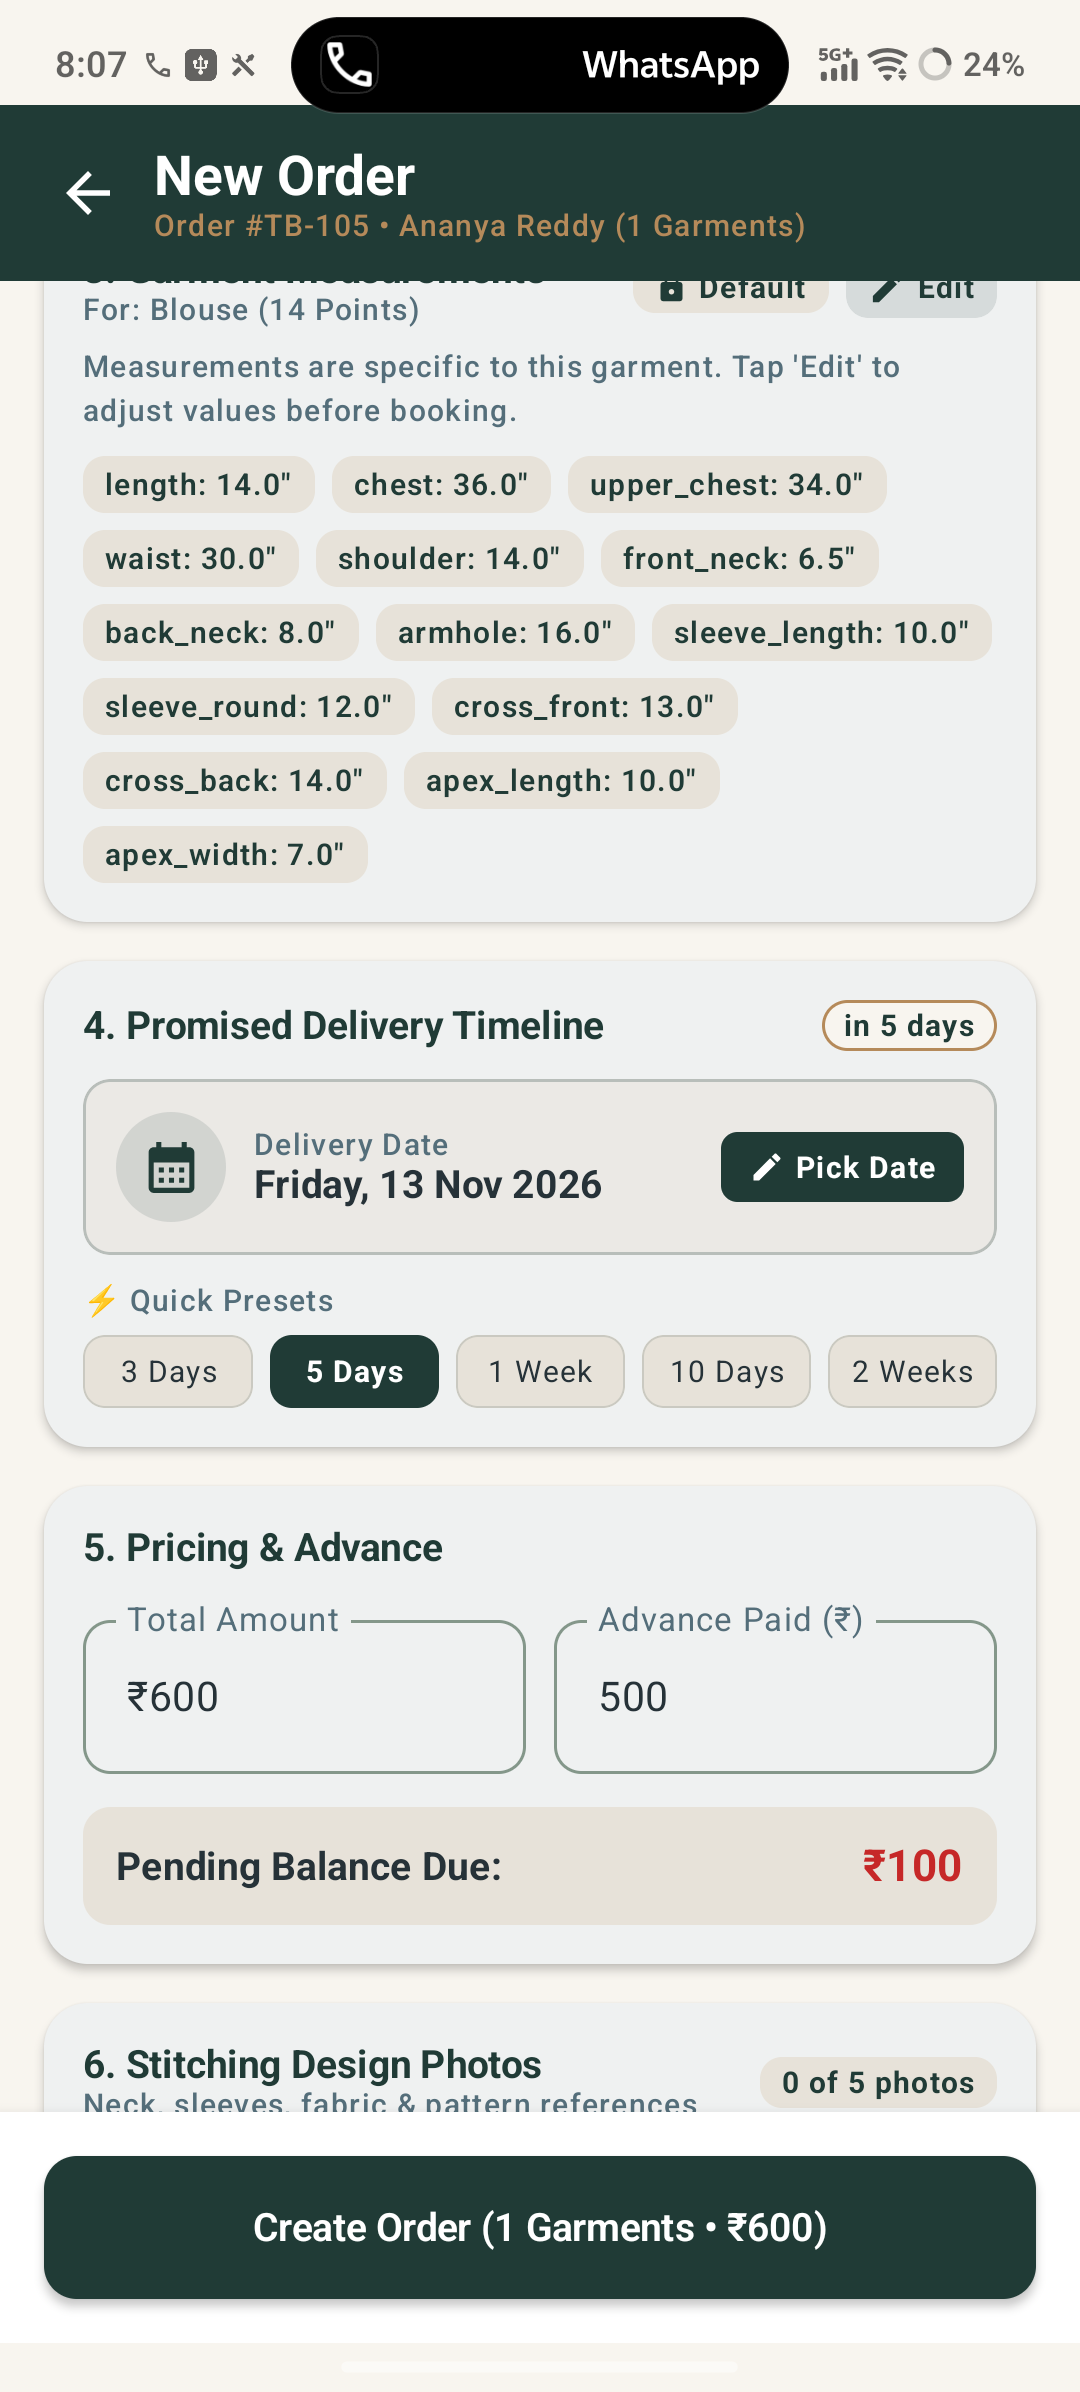 8:07
WhatsApp
5G+
24%
New Order
Order #TB-105 • Ananya Reddy (1 Garments)
Default
Edit
For: Blouse (14 Points)
Measurements are specific to this garment. Tap 'Edit' to
adjust values before booking.
length: 14.0" chest: 36.0" upper_chest: 34.0"
waist: 30.0" shoulder: 14.0" front_neck: 6.5"
back_neck: 8.0" armhole: 16.0" sleeve_length: 10.0"
sleeve_round: 12.0" cross_front: 13.0"
cross_back: 14.0" apex_length: 10.0"
apex_width: 7.0"
4. Promised Delivery Timeline
in 5 days
Delivery Date
Friday, 13 Nov 2026
Pick Date
⚡ Quick Presets
3 Days 5 Days 1 Week 10 Days 2 Weeks
5. Pricing & Advance
Total Amount
₹600
Advance Paid (₹)
500
Pending Balance Due: ₹100
6. Stitching Design Photos
0 of 5 photos
Neck, sleeves, fabric & pattern references
Create Order (1 Garments • ₹600)